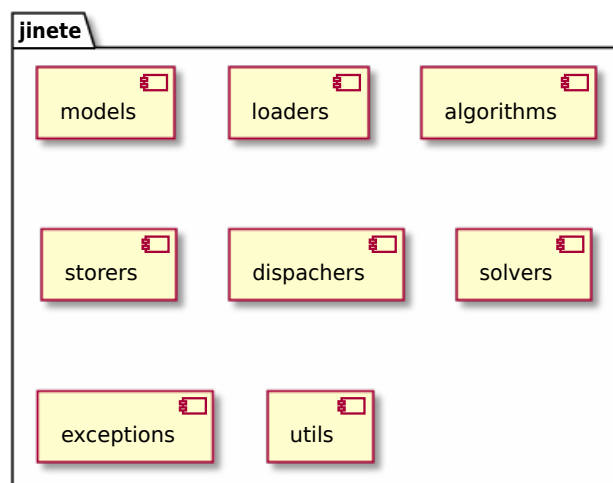 jinete
models
loaders
algorithms
storers
dispachers
solvers
exceptions
utils